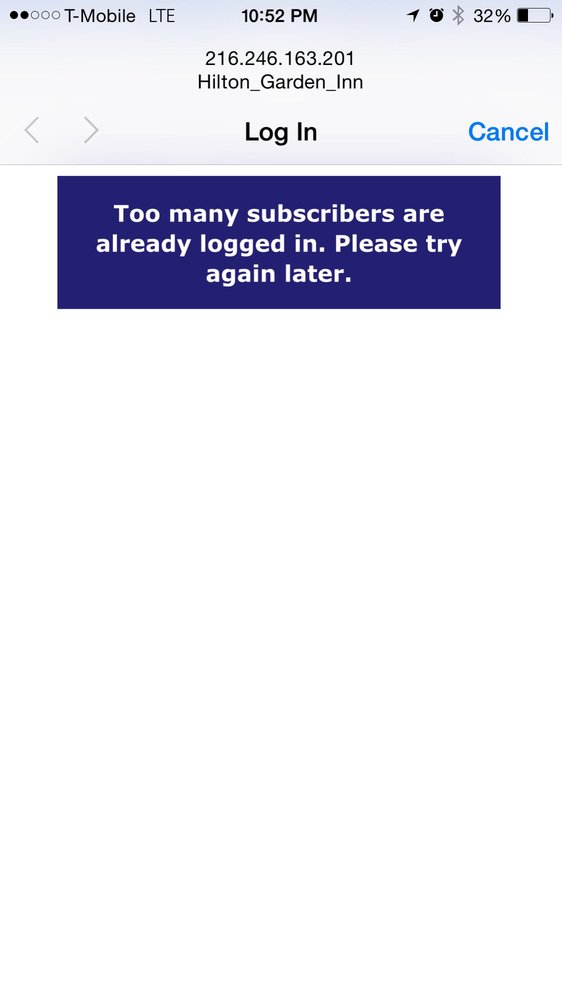 T-Mobile LTE 10:52 PM 32%
216.246.163.201
Hilton_Garden_Inn
Log In Cancel
Too many subscribers are
already logged in. Please try
again later.